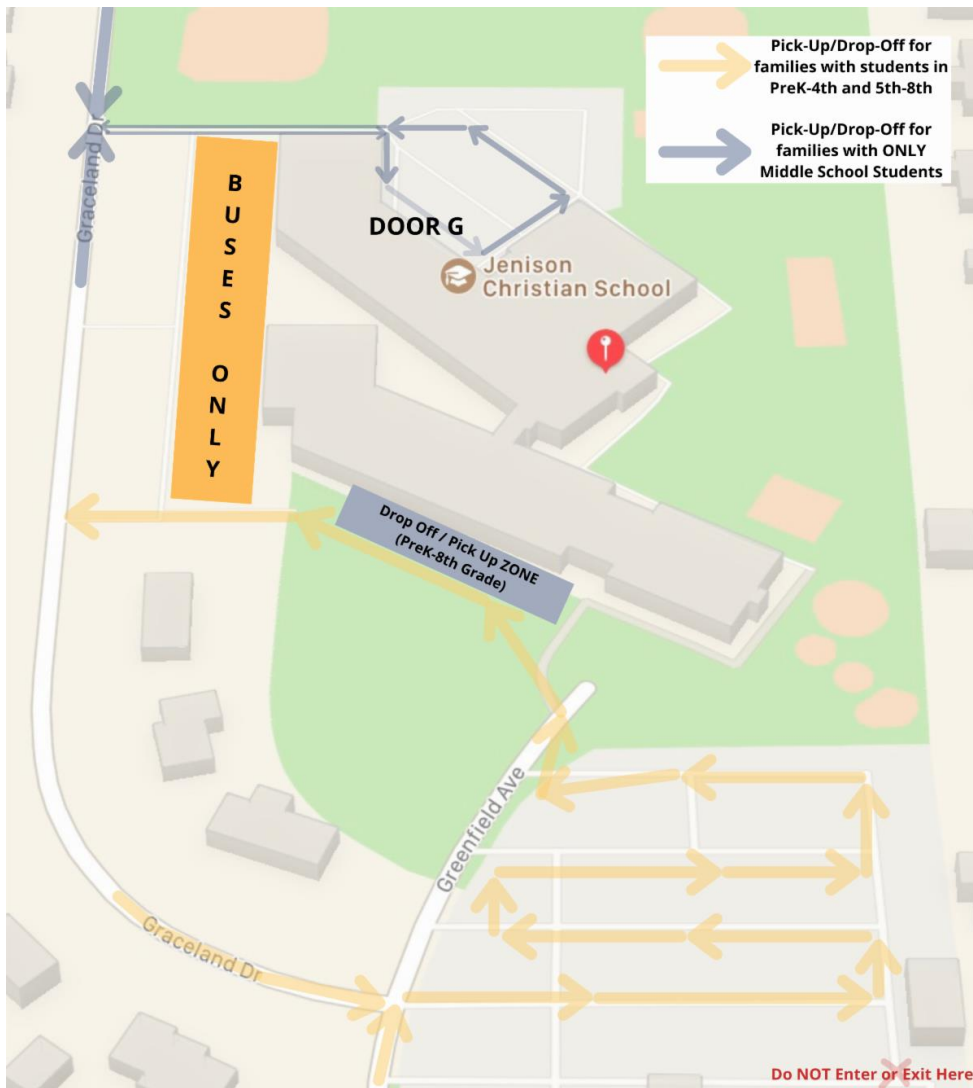 Pick-Up/Drop-Off for
families with students in
PreK-4th and 5th-8th
Pick-Up/Drop-Off for
families with ONLY
Middle School Students
Graceland Dr
BUSES ONLY
DOOR G
Jenison
Christian School
Drop Off / Pick Up ZONE
(PreK-8th Grade)
Greenfield Ave
Graceland Dr
Do NOT Enter or Exit Here